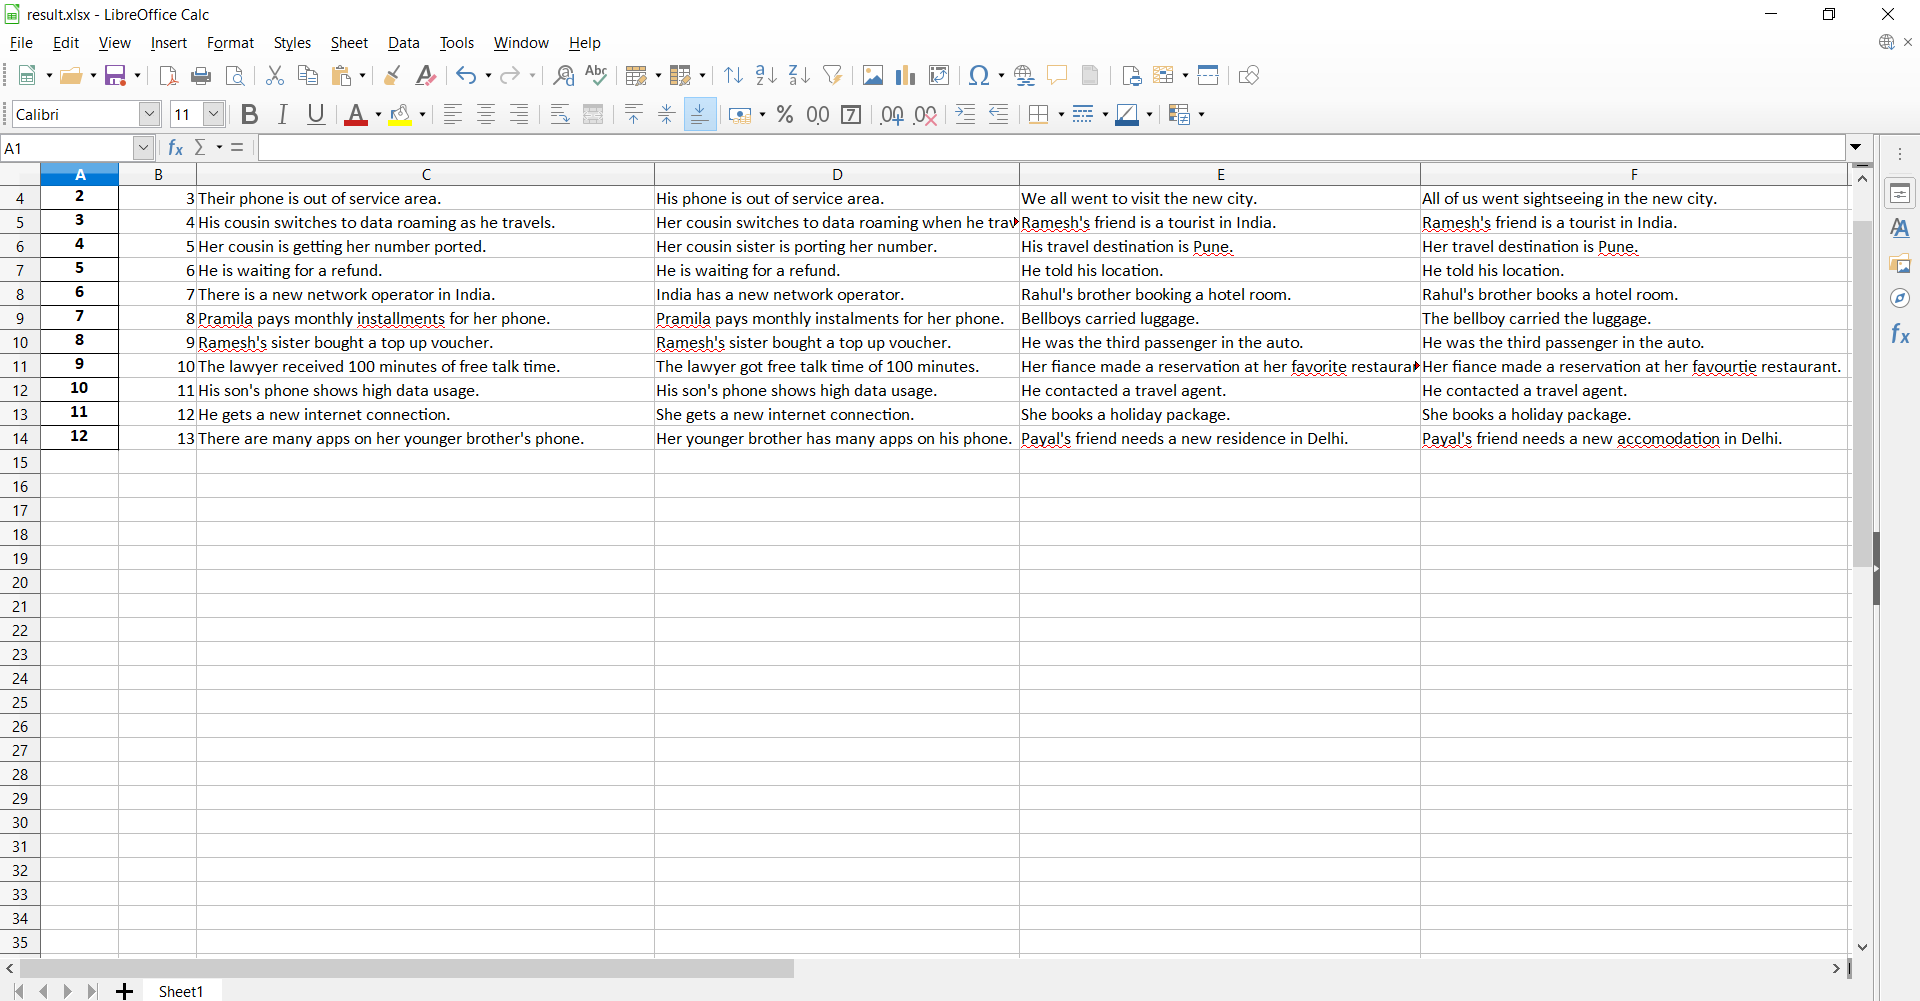 result.xlsx - LibreOffice Calc
File Edit View Insert Format Styles Sheet Data Tools Window Help
Calibri 11
A1
A B C D E F
4 2 3 Their phone is out of service area. His phone is out of service area. We all went to visit the new city. All of us went sightseeing in the new city.
5 3 4 His cousin switches to data roaming as he travels. Her cousin switches to data roaming when he trav Ramesh's friend is a tourist in India. Ramesh's friend is a tourist in India.
6 4 5 Her cousin is getting her number ported. Her cousin sister is porting her number. His travel destination is Pune. Her travel destination is Pune.
7 5 6 He is waiting for a refund. He is waiting for a refund. He told his location. He told his location.
8 6 7 There is a new network operator in India. India has a new network operator. Rahul's brother booking a hotel room. Rahul's brother books a hotel room.
9 7 8 Pramila pays monthly installments for her phone. Pramila pays monthly instalments for her phone. Bellboys carried luggage. The bellboy carried the luggage.
10 8 9 Ramesh's sister bought a top up voucher. Ramesh's sister bought a top up voucher. He was the third passenger in the auto. He was the third passenger in the auto.
11 9 10 The lawyer received 100 minutes of free talk time. The lawyer got free talk time of 100 minutes. Her fiance made a reservation at her favorite restaura Her fiance made a reservation at her favourtie restaurant.
12 10 11 His son's phone shows high data usage. His son's phone shows high data usage. He contacted a travel agent. He contacted a travel agent.
13 11 12 He gets a new internet connection. She gets a new internet connection. She books a holiday package. She books a holiday package.
14 12 13 There are many apps on her younger brother's phone. Her younger brother has many apps on his phone. Payal's friend needs a new residence in Delhi. Payal's friend needs a new accomodation in Delhi.
15
16
17
18
19
20
21
22
23
24
25
26
27
28
29
30
31
32
33
34
35
Sheet1